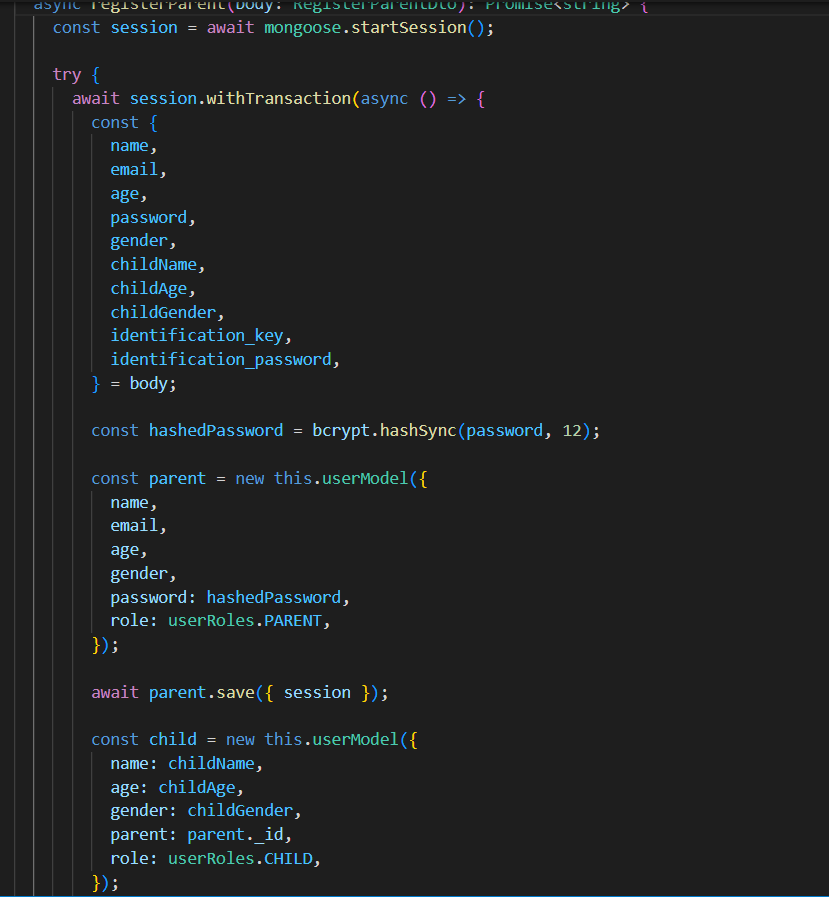 async registerParent(body: RegisterParentDto): Promise<string> {
const session = await mongoose.startSession();
try {
await session.withTransaction(async () => {
const {
name,
email,
age,
password,
gender,
childName,
childAge,
childGender,
identification_key,
identification_password,
} = body;
const hashedPassword = bcrypt.hashSync(password, 12);
const parent = new this.userModel({
name,
email,
age,
gender,
password: hashedPassword,
role: userRoles.PARENT,
});
await parent.save({ session });
const child = new this.userModel({
name: childName,
age: childAge,
gender: childGender,
parent: parent._id,
role: userRoles.CHILD,
});